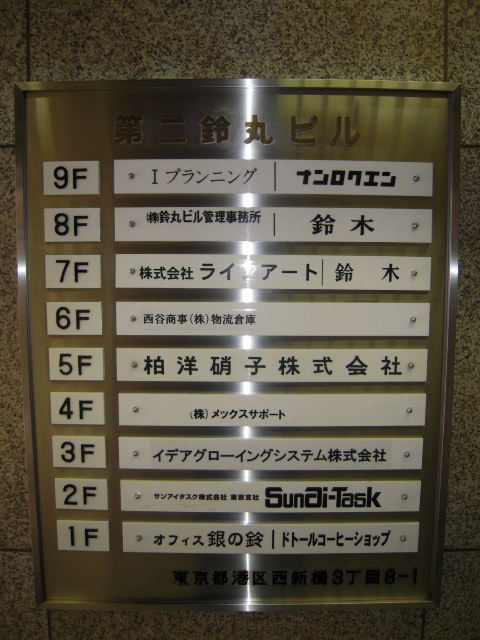 第二鈴丸ビル
9F Iプランニング ナンロクエン
8F (株)鈴丸ビル管理事務所 鈴木
7F 株式会社 ラインアート 鈴木
6F 西谷商事(株)物流倉庫
5F 柏洋硝子株式会社
4F (株)メックスサポート
3F イデアグローイングシステム株式会社
2F サンアイタスク株式会社 東京支社 SunAi-Task
1F オフィス 銀の鈴 ドトールコーヒーショップ
東京都港区西新橋3丁目8-1